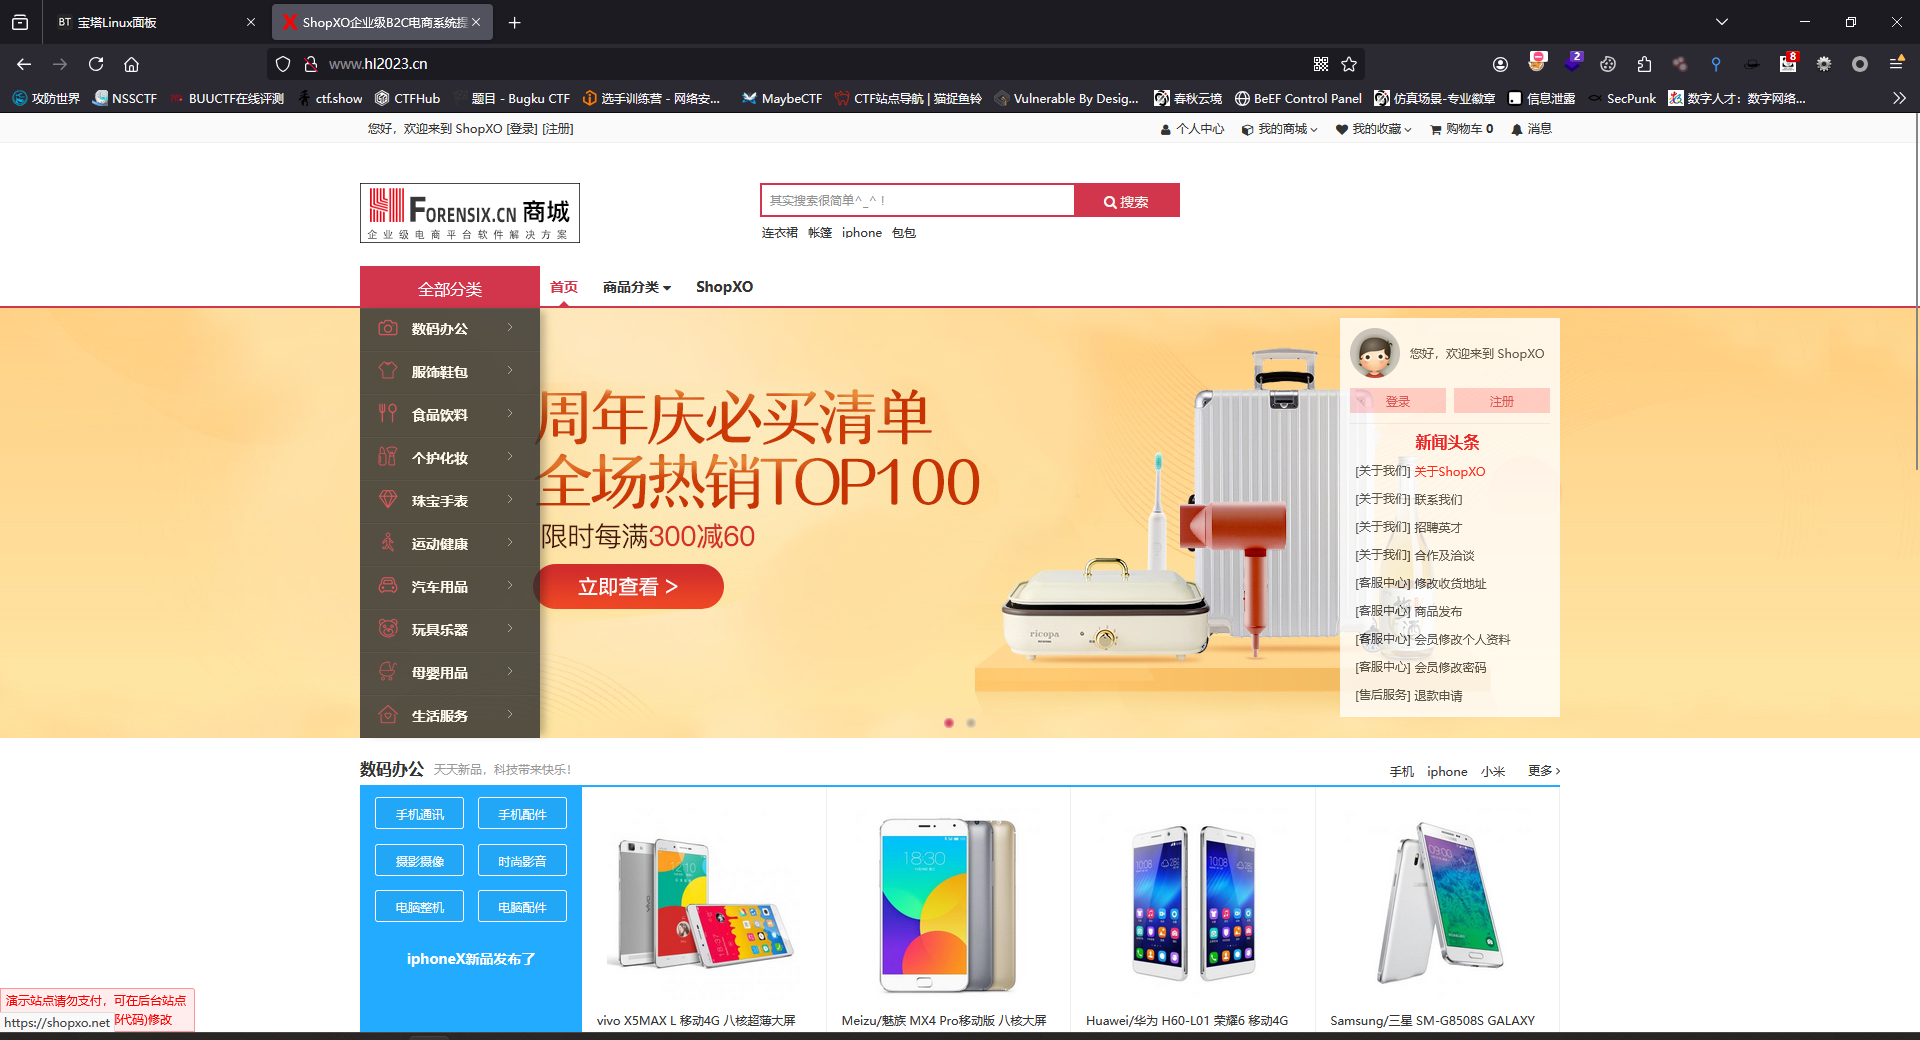 BT 宝塔Linux面板
ShopXO企业级B2C电商系统提
www.hl2023.cn
2
8
攻防世界 NSSCTF BUUCTF在线评测 ctf.show CTFHub 题目 - Bugku CTF 选手训练营 - 网络安... MaybeCTF CTF站点导航 | 猫捉鱼铃 Vulnerable By Desig... 春秋云境 BeEF Control Panel 仿真场景-专业徽章 信息泄露 SecPunk 数字人才：数字网络...
您好，欢迎来到 ShopXO [登录] [注册]
个人中心 我的商城 我的收藏 购物车 0 消息
FORENSIX.CN 商城
企业级电商平台软件解决方案
其实搜索很简单^_^ !
搜索
连衣裙 帐篷 iphone 包包
全部分类 首页 商品分类 ShopXO
数码办公
服饰鞋包
食品饮料
个护化妆
珠宝手表
运动健康
汽车用品
玩具乐器
母婴用品
生活服务
周年庆必买清单
全场热销TOP100
限时每满300减60
立即查看 >
ricopa
您好，欢迎来到 ShopXO
登录 注册
新闻头条
[关于我们] 关于ShopXO
[关于我们] 联系我们
[关于我们] 招聘英才
[关于我们] 合作及洽谈
[客服中心] 修改收货地址
[客服中心] 商品发布
[客服中心] 会员修改个人资料
[客服中心] 会员修改密码
[售后服务] 退款申请
数码办公 天天新品，科技带来快乐！
手机 iphone 小米 更多
手机通讯 手机配件
摄影摄像 时尚影音
电脑整机 电脑配件
iphoneX新品发布了
18:30
10:08
10:08
09:00
vivo X5MAX L 移动4G 八核超薄大屏
Meizu/魅族 MX4 Pro移动版 八核大屏
Huawei/华为 H60-L01 荣耀6 移动4G
Samsung/三星 SM-G8508S GALAXY
演示站点请勿支付，可在后台站点
代码)修改
https://shopxo.net